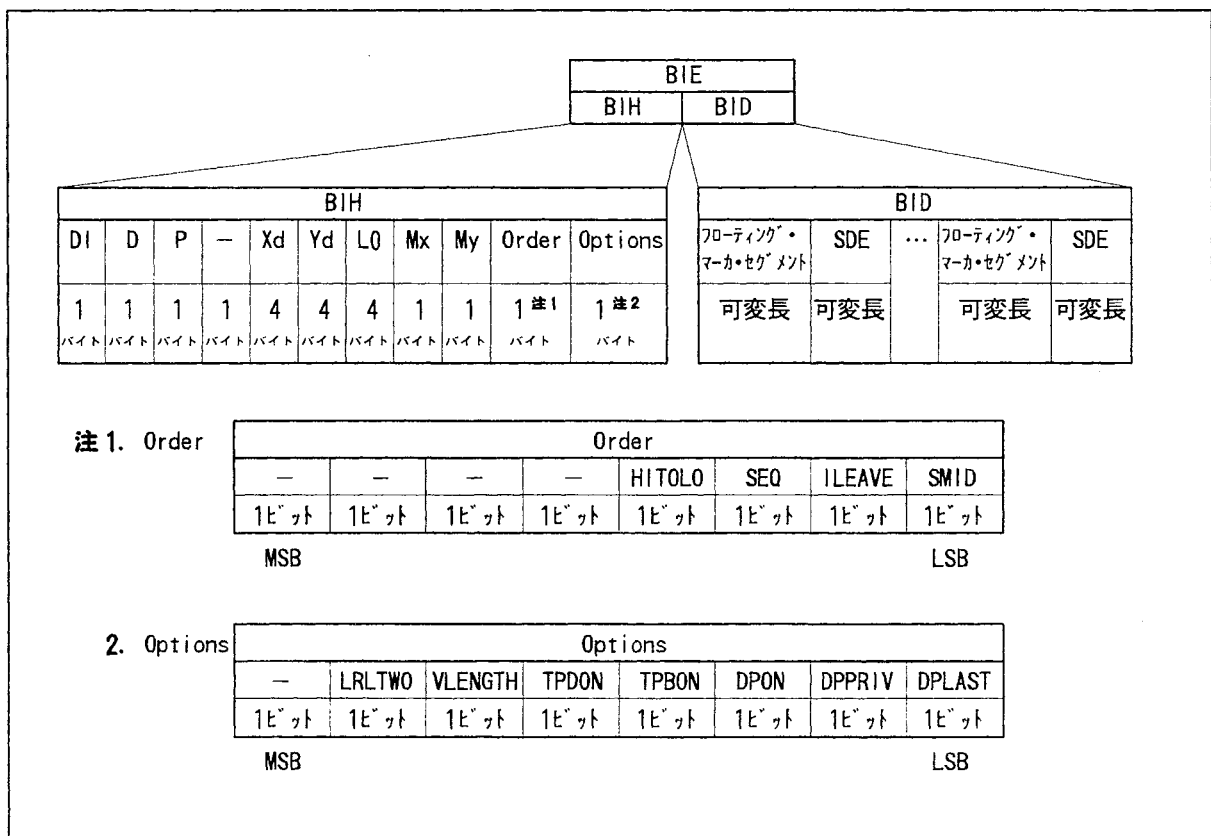 BIE
BIH BID
BIH
DI D P — Xd Yd L0 Mx My Order Options
1 1 1 1 4 4 4 1 1 1注1 1注2
バイト バイト バイト バイト バイト バイト バイト バイト バイト バイト バイト
BID
フローティング・マーカ・セグメント SDE … フローティング・マーカ・セグメント SDE
可変長 可変長 可変長 可変長
注1. Order
Order
— — — — HITOLO SEQ ILEAVE SMID
1ビット 1ビット 1ビット 1ビット 1ビット 1ビット 1ビット 1ビット
MSB LSB
2. Options
Options
— LRLTWO VLENGTH TPDON TPBON DPON DPPRIV DPLAST
1ビット 1ビット 1ビット 1ビット 1ビット 1ビット 1ビット 1ビット
MSB LSB